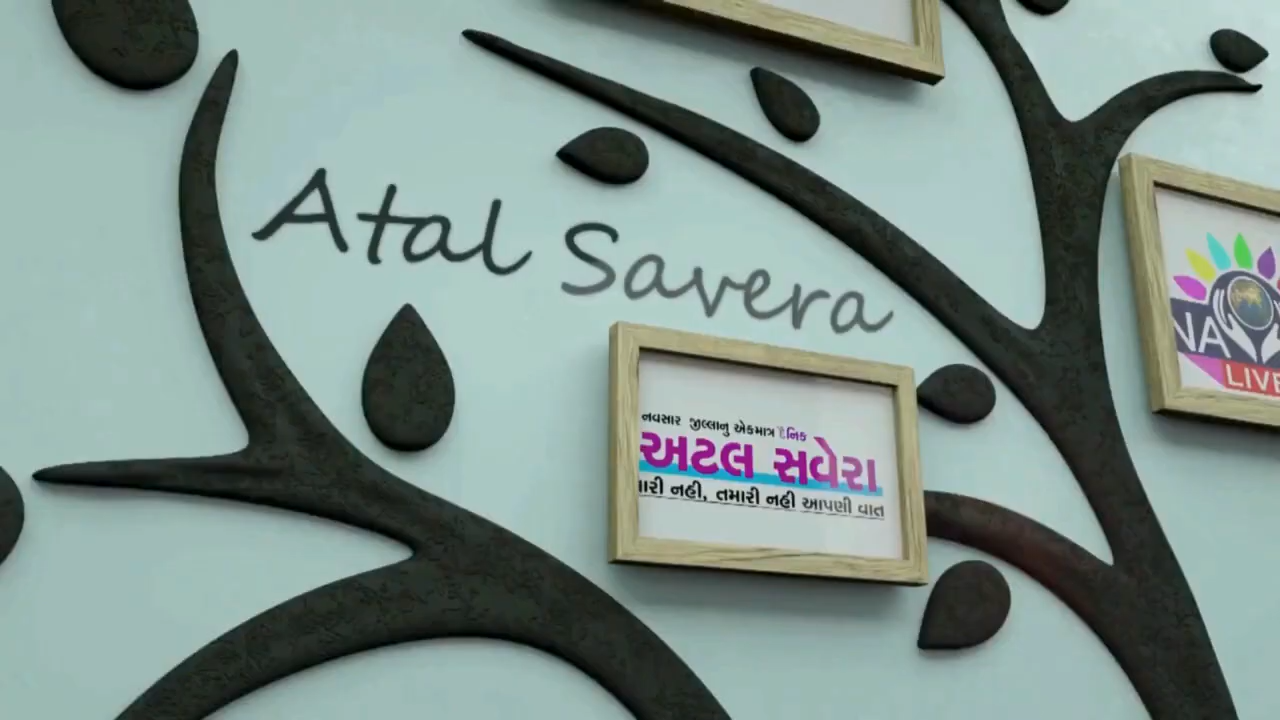 Atal Savera
નવસાર જીલ્લાનુ એકમાત્ર દૈનિક
અટલ સવેરા
મારી નહી, તમારી નહી આપણી વાત
LIVE